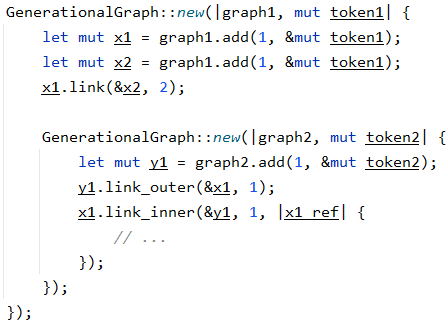 GenerationalGraph::new(|graph1, mut token1| {
    let mut x1 = graph1.add(1, &mut token1);
    let mut x2 = graph1.add(1, &mut token1);
    x1.link(&x2, 2);

    GenerationalGraph::new(|graph2, mut token2| {
        let mut y1 = graph2.add(1, &mut token2);
        y1.link_outer(&x1, 1);
        x1.link_inner(&y1, 1, |x1_ref| {
            // ...
        });
    });
});